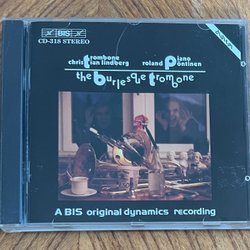 BIS
CD-318 STEREO
trombone piano
christian lindberg roland pöntinen
the burlesque trombone
A BIS original dynamics recording